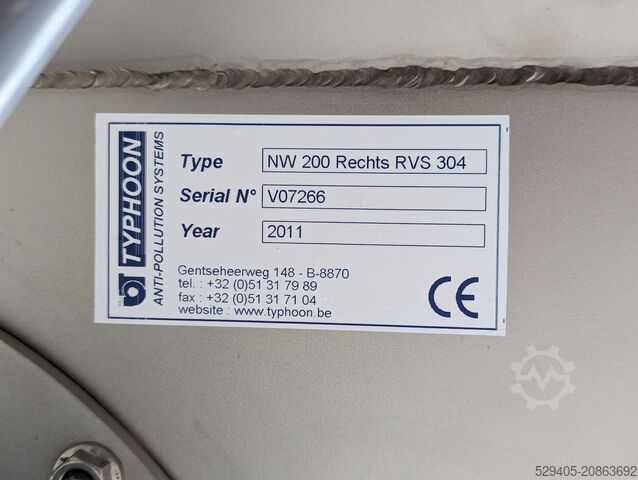 TYPHOON
ANTI-POLLUTION SYSTEMS
Type NW 200 Rechts RVS 304
Serial N° V07266
Year 2011
Gentseheerweg 148 - B-8870
tel. : +32 (0)51 31 79 89
fax : +32 (0)51 31 71 04
website : www.typhoon.be
CE
529405-20863692